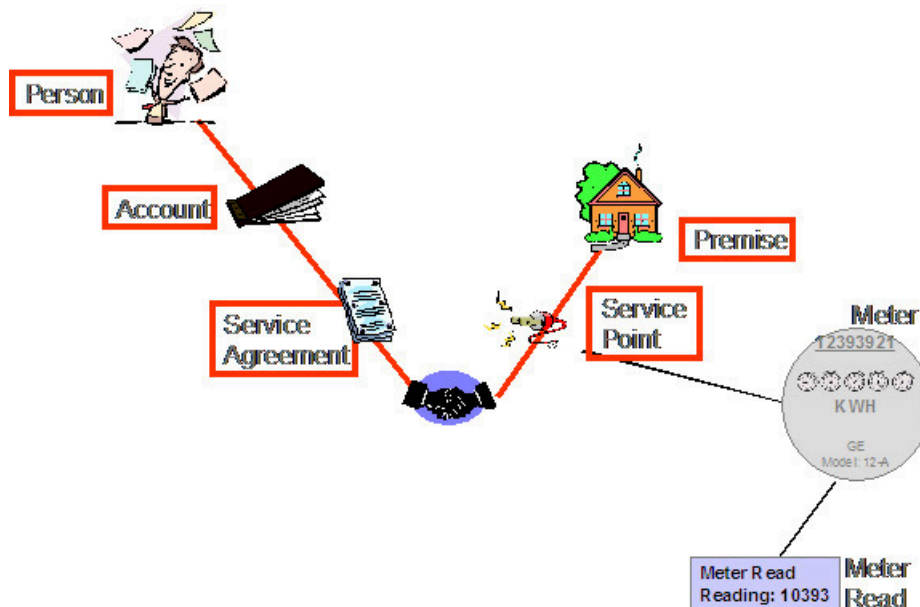 Person
Account
Service
Agreement
Premise
Service
Point
Meter
12393921
KWH
GE
Model: 12-A
Meter Read
Reading: 10393
Meter
Read